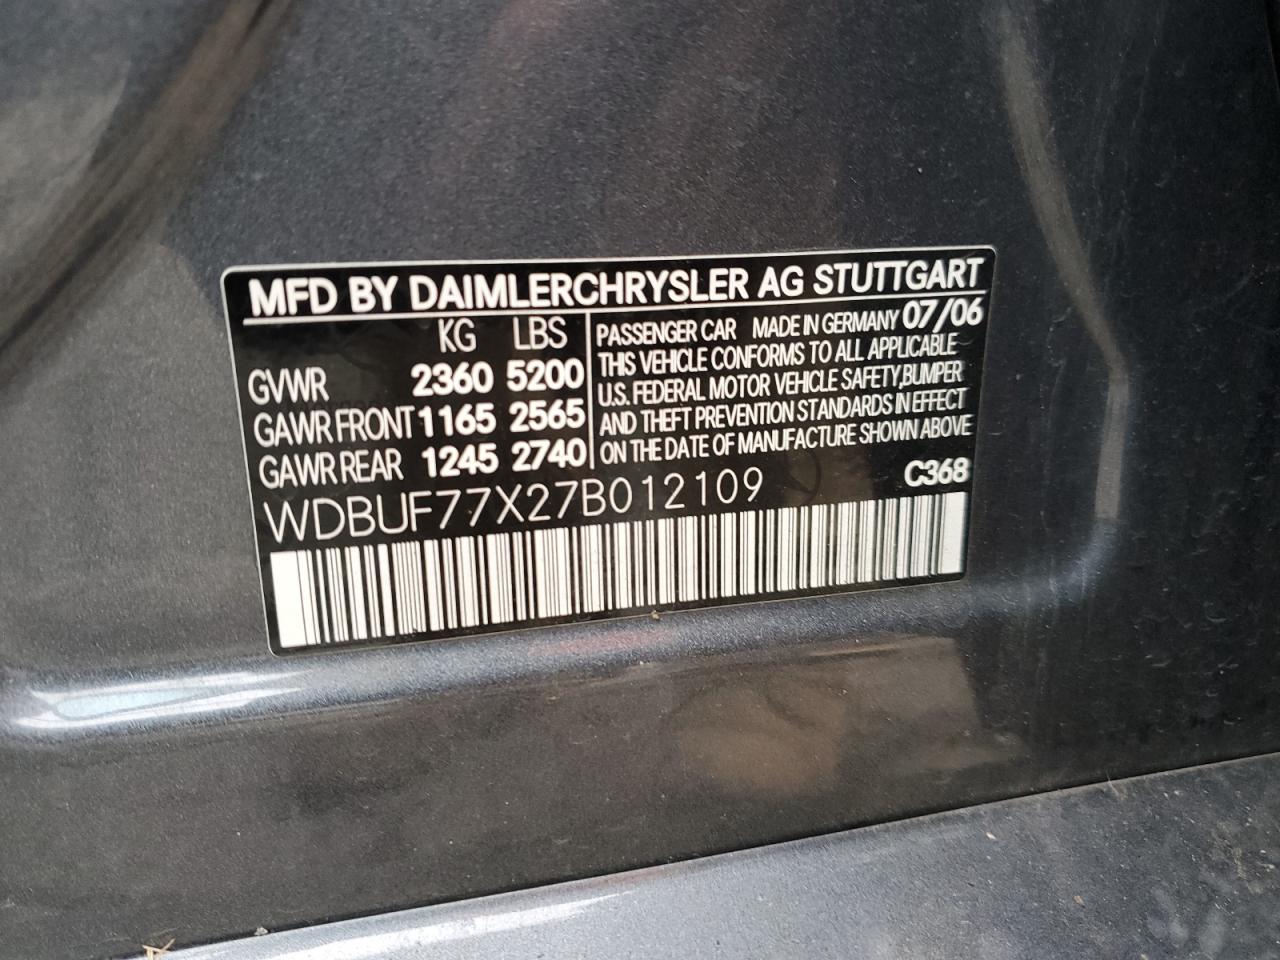 MFD BY DAIMLERCHRYSLER AG STUTTGART
KG LBS
GVWR 2360 5200
GAWR FRONT 1165 2565
GAWR REAR 1245 2740
PASSENGER CAR MADE IN GERMANY 07/06
THIS VEHICLE CONFORMS TO ALL APPLICABLE
U.S. FEDERAL MOTOR VEHICLE SAFETY, BUMPER
AND THEFT PREVENTION STANDARDS IN EFFECT
ON THE DATE OF MANUFACTURE SHOWN ABOVE
C368
WDBUF77X27B012109